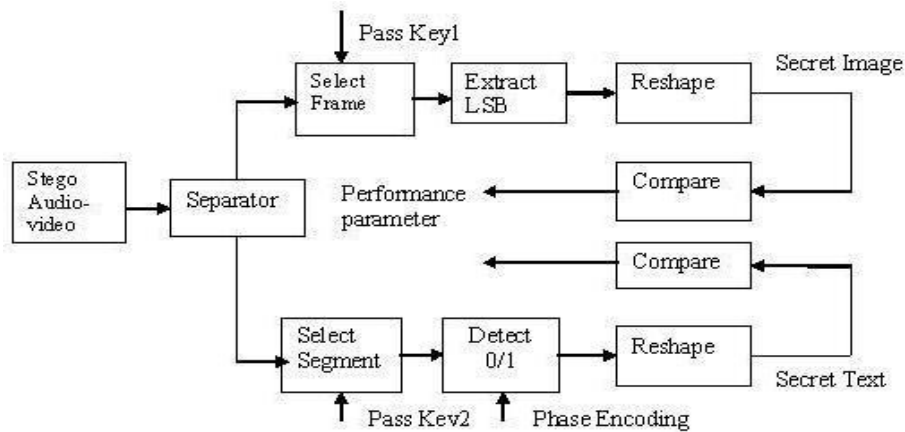 Pass Key1
Select
Frame
Extract
LSB
Reshape
Secret Image
Stego
Audio-
video
Separator
Performance
parameter
Compare
Compare
Select
Segment
Detect
0/1
Reshape
Pass Key2
Phase Encoding
Secret Text